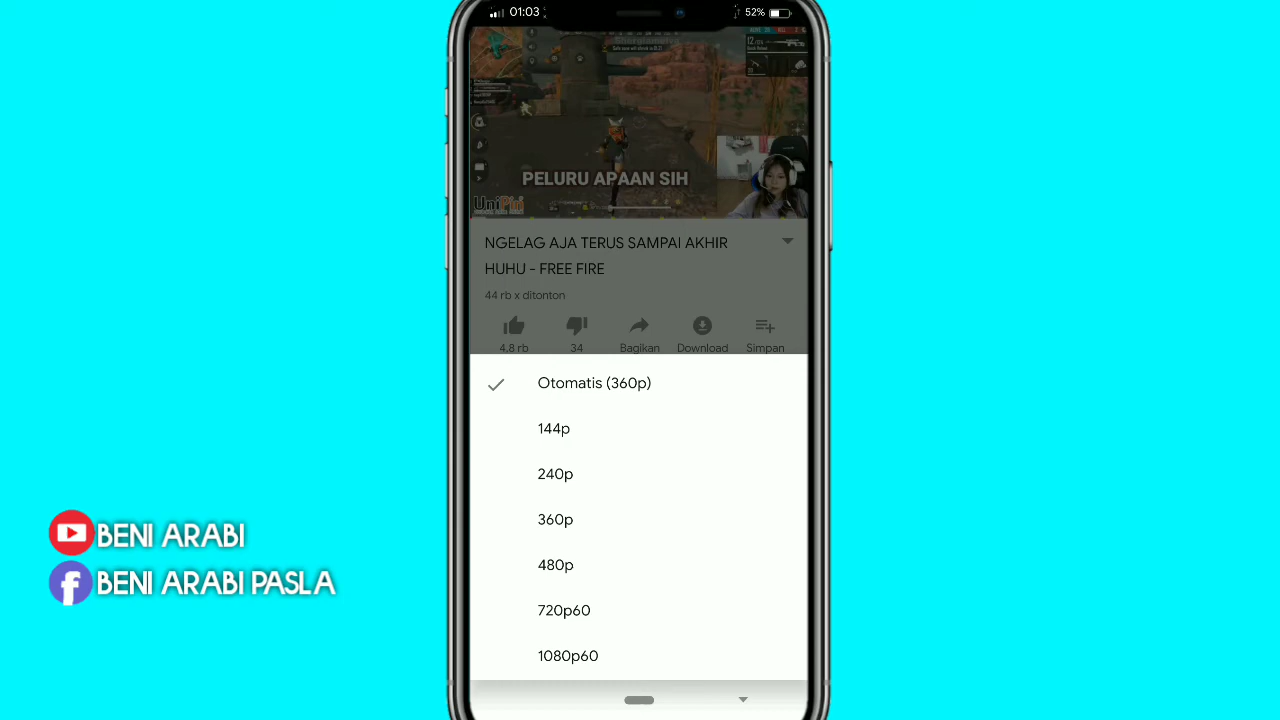 01:03
52%
PELURU APAAN SIH
UniPin
NGELAG AJA TERUS SAMPAI AKHIR
HUHU - FREE FIRE
44 rb x ditonton
4.8 rb
34
Bagikan
Download
Simpan
Otomatis (360p)
144p
240p
360p
480p
720p60
1080p60
BENI ARABI
BENI ARABI PASLA